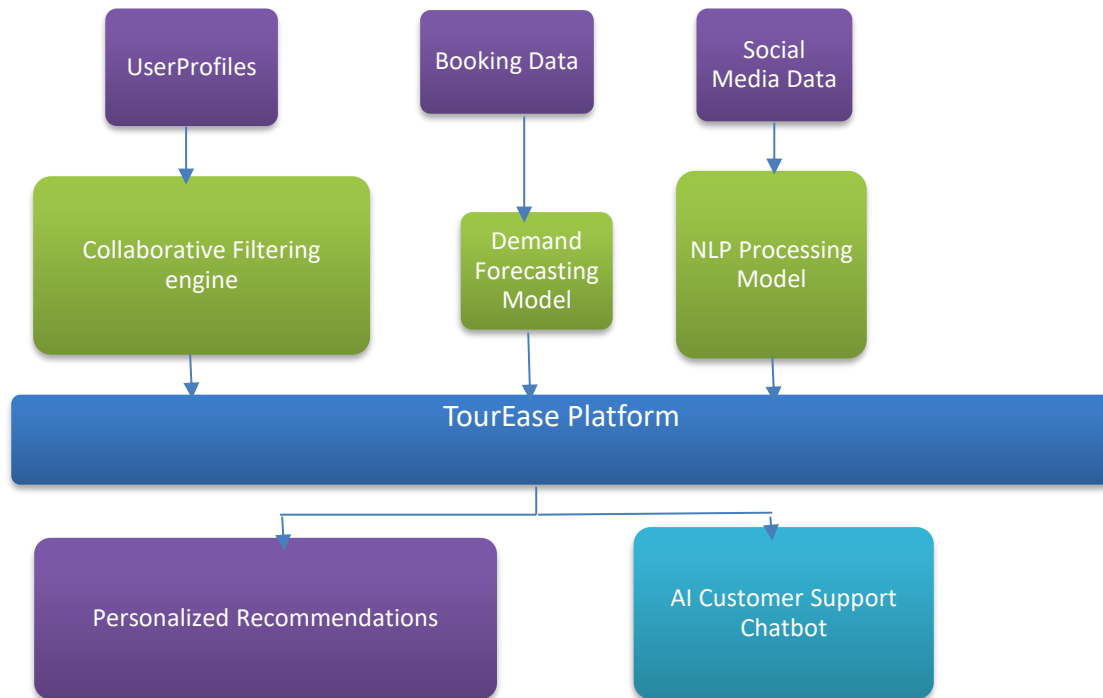 UserProfiles
Booking Data
Social
Media Data
Collaborative Filtering
engine
Demand
Forecasting
Model
NLP Processing
Model
TourEase Platform
Personalized Recommendations
AI Customer Support
Chatbot